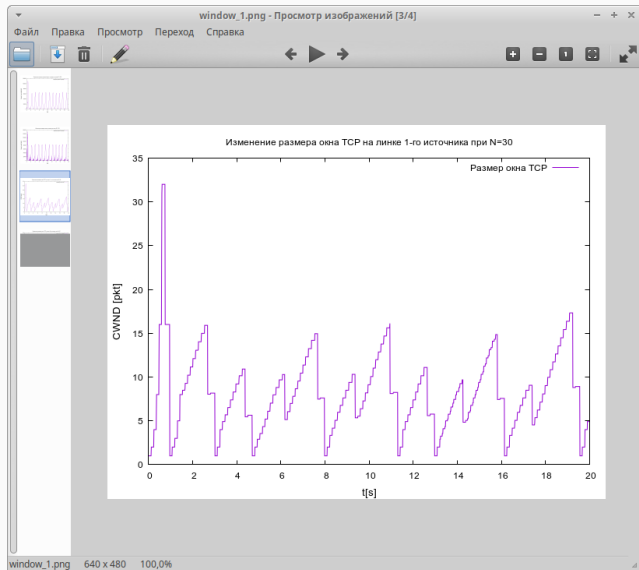 window_1.png - Просмотр изображений [3/4]
Файл Правка Просмотр Переход Справка
Изменение размера окна TCP на линке 1-го источника при N=30
Размер окна TCP
35
30
25
20
15
10
5
0
CWND [pkt]
0 2 4 6 8 10 12 14 16 18 20
t[s]
window_1.png 640 x 480 100,0%